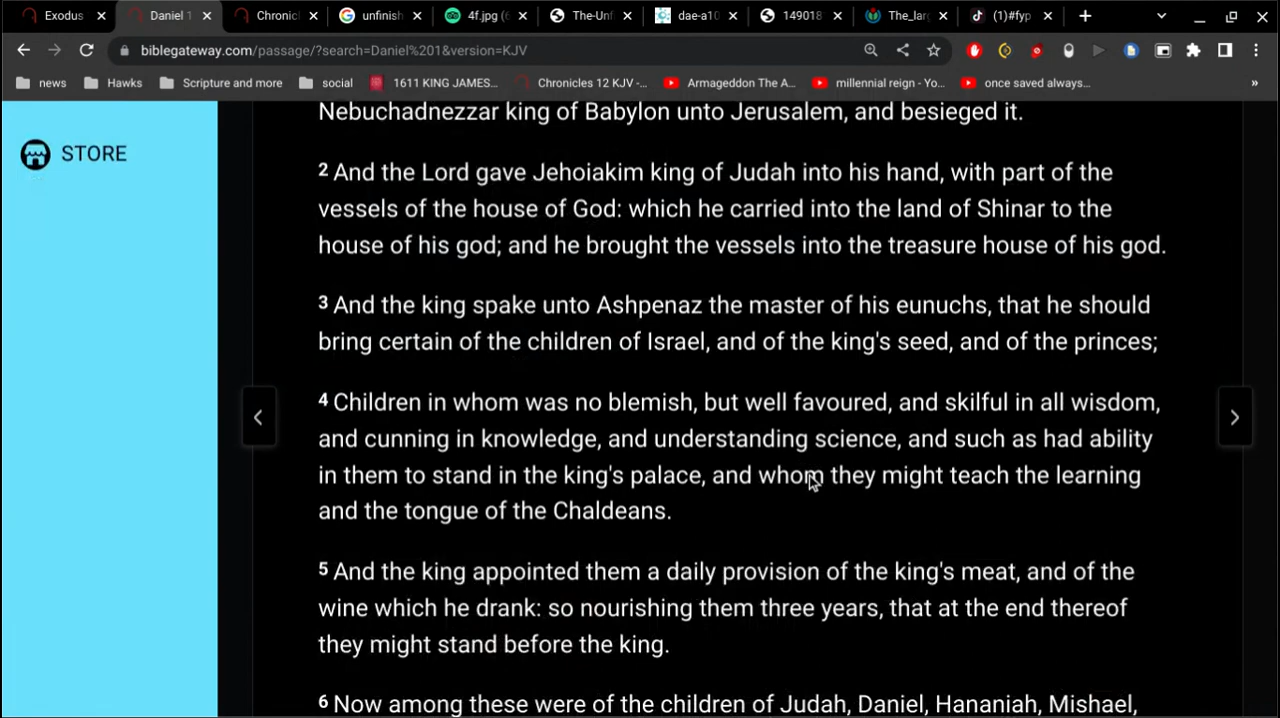 Exodus
Daniel 1
Chronicl
unfinish
4f.jpg (
The-Unf
dae-a10
149018
The_larg
(1)#fyp
biblegateway.com/passage/?search=Daniel%201&version=KJV
news
Hawks
Scripture and more
social
1611 KING JAMES...
Chronicles 12 KJV -...
Armageddon The A...
millennial reign - Yo...
once saved always...
»
STORE
Nebuchadnezzar king of Babylon unto Jerusalem, and besieged it.
2 And the Lord gave Jehoiakim king of Judah into his hand, with part of the
vessels of the house of God: which he carried into the land of Shinar to the
house of his god; and he brought the vessels into the treasure house of his god.
3 And the king spake unto Ashpenaz the master of his eunuchs, that he should
bring certain of the children of Israel, and of the king's seed, and of the princes;
4 Children in whom was no blemish, but well favoured, and skilful in all wisdom,
and cunning in knowledge, and understanding science, and such as had ability
in them to stand in the king's palace, and whom they might teach the learning
and the tongue of the Chaldeans.
5 And the king appointed them a daily provision of the king's meat, and of the
wine which he drank: so nourishing them three years, that at the end thereof
they might stand before the king.
6 Now among these were of the children of Judah, Daniel, Hananiah, Mishael,